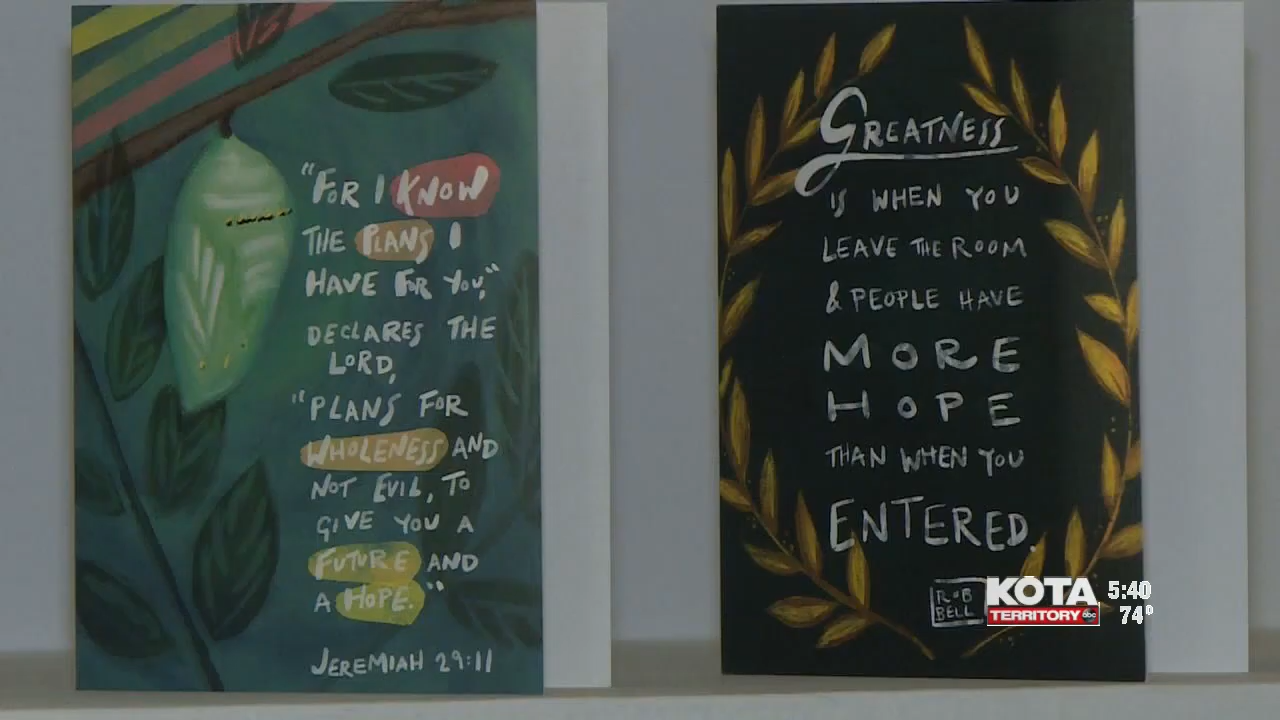 "FOR I KNOW
THE PLANS I
HAVE FOR YOU,"
DECLARES THE
LORD,
"PLANS FOR
WHOLENESS AND
NOT EVIL, TO
GIVE YOU A
FUTURE AND
A HOPE."
JEREMIAH 29:11
GREATNESS
IS WHEN YOU
LEAVE THE ROOM
& PEOPLE HAVE
MORE
HOPE
THAN WHEN YOU
ENTERED.
ROB
BELL
KOTA
TERRITORY abc
5:40
74°